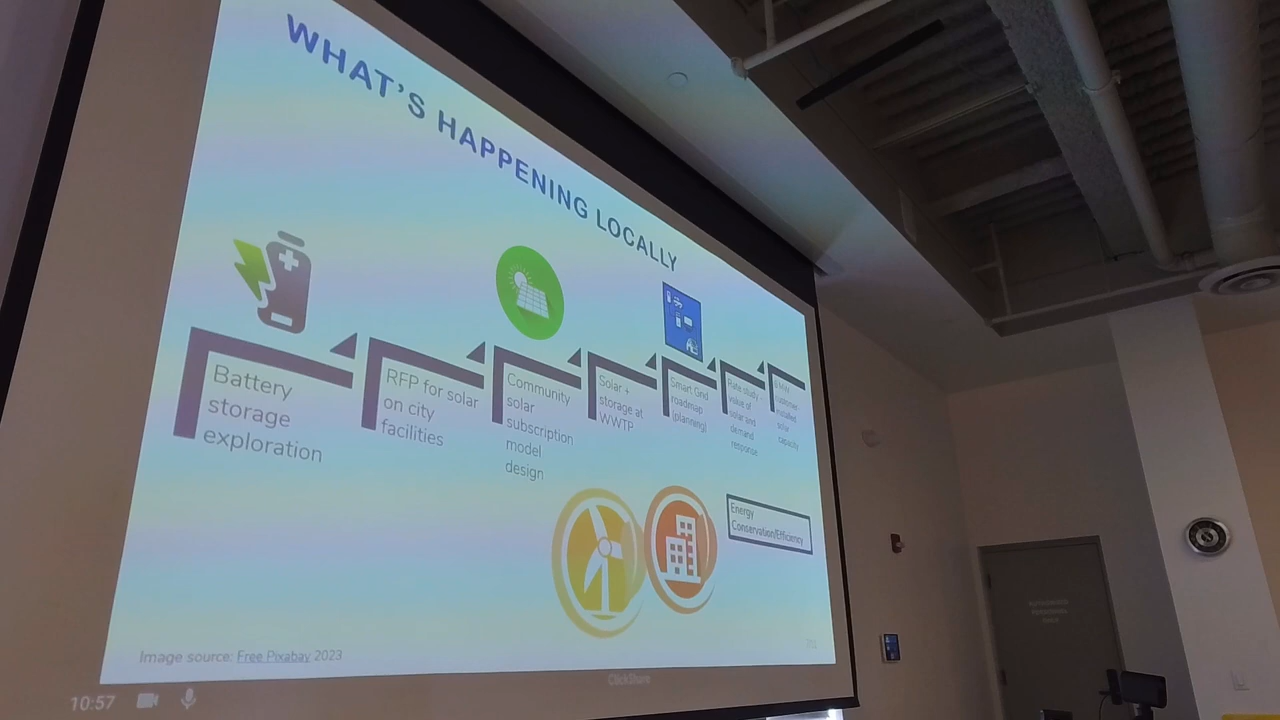 WHAT'S HAPPENING LOCALLY
Battery
storage
exploration
RFP for solar
on city
facilities
Community
solar
subscription
model
design
Solar +
storage at
WWTP
Smart Grid
roadmap
(planning)
Rate study –
value of
solar and
demand
response
customer
installed
solar
capacity
Energy
Conservation/Efficiency
Image source: Free Pixabay 2023
ClickShare
10:57